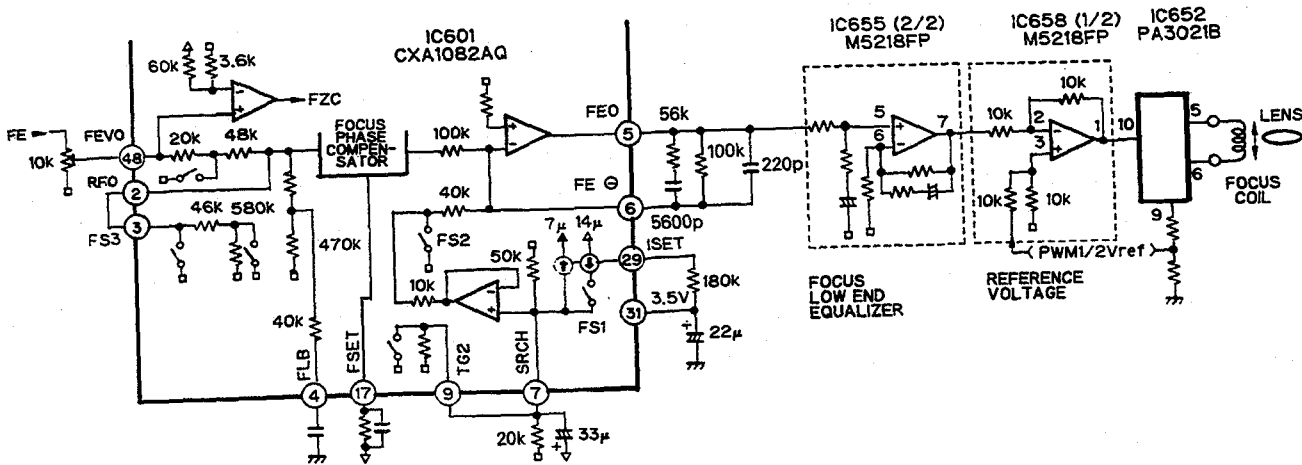 IC601
CXA1082AQ
IC655 (2/2)
M5218FP
IC658 (1/2)
M5218FP
IC652
PA3021B
60k
3.6k
FZC
FE
10k
FEV0
48
20k
48k
RF0
2
3
FS3
46k
580k
470k
40k
FLB
4
FOCUS
PHASE
COMPEN-
SATOR
100k
40k
FS2
10k
50k
7μ
14μ
FS1
FSET
17
TG2
9
SRCH
7
20k
33μ
FEO
5
FE ⊖
6
ISET
29
31
3.5V
180k
22μ
56k
100k
220p
5600p
5
6
7
FOCUS
LOW END
EQUALIZER
10k
10k
2
3
1
10k
10k
PWM1/2Vref
REFERENCE
VOLTAGE
10
5
6
9
LENS
FOCUS
COIL